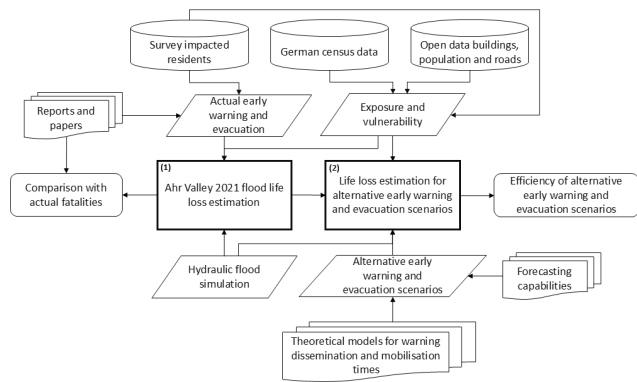 Survey impacted
residents
German census data
Open data buildings,
population and roads
Reports and
papers
Actual early
warning and
evacuation
Exposure and
vulnerability
(1)
Ahr Valley 2021 flood life
loss estimation
(2)
Life loss estimation for
alternative early warning
and evacuation scenarios
Comparison with
actual fatalities
Efficiency of alternative
early warning and
evacuation scenarios
Hydraulic flood
simulation
Alternative early
warning and
evacuation scenarios
Forecasting
capabilities
Theoretical models for warning
dissemination and mobilisation
times